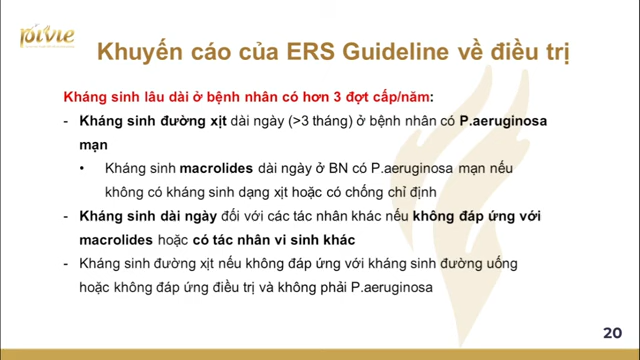 pivie
Khuyến cáo của ERS Guideline về điều trị
Kháng sinh lâu dài ở bệnh nhân có hơn 3 đợt cấp/năm:
- Kháng sinh đường xịt dài ngày (>3 tháng) ở bệnh nhân có P.aeruginosa
mạn
• Kháng sinh macrolides dài ngày ở BN có P.aeruginosa mạn nếu
không có kháng sinh dạng xịt hoặc có chống chỉ định
- Kháng sinh dài ngày đối với các tác nhân khác nếu không đáp ứng với
macrolides hoặc có tác nhân vi sinh khác
- Kháng sinh đường xịt nếu không đáp ứng với kháng sinh đường uống
hoặc không đáp ứng điều trị và không phải P.aeruginosa
20